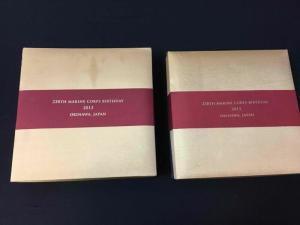 238TH MARINE CORPS BIRTHDAY
2013
OKINAWA, JAPAN
238TH MARINE CORPS BIRTHDAY
2013
OKINAWA, JAPAN